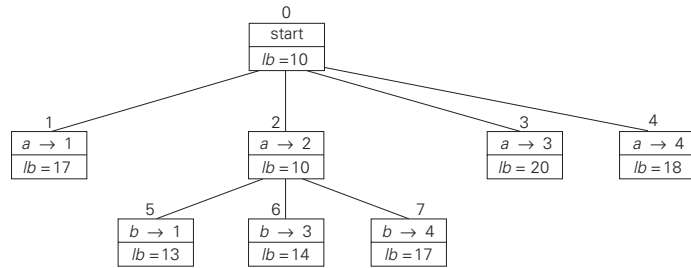 0
start
lb = 10
1
2
3
4
a → 1
a → 2
a → 3
a → 4
lb = 17
lb = 10
lb = 20
lb = 18
5
6
7
b → 1
b → 3
b → 4
lb = 13
lb = 14
lb = 17